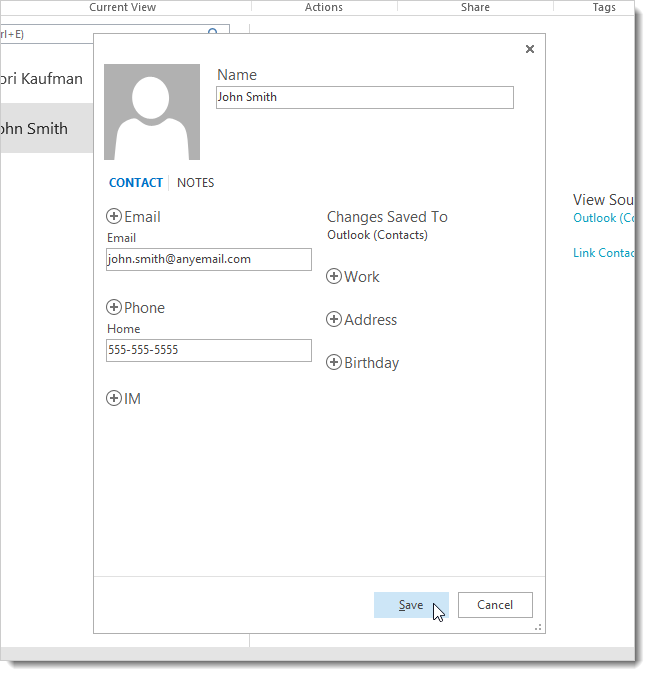 Current View
Actions
Share
Tags
rl+E)
ori Kaufman
ohn Smith
Name
John Smith
CONTACT
NOTES
Email
Email
john.smith@anyemail.com
Phone
Home
555-555-5555
IM
Changes Saved To
Outlook (Contacts)
Work
Address
Birthday
View Sou
Outlook (Co
Link Contac
Save
Cancel